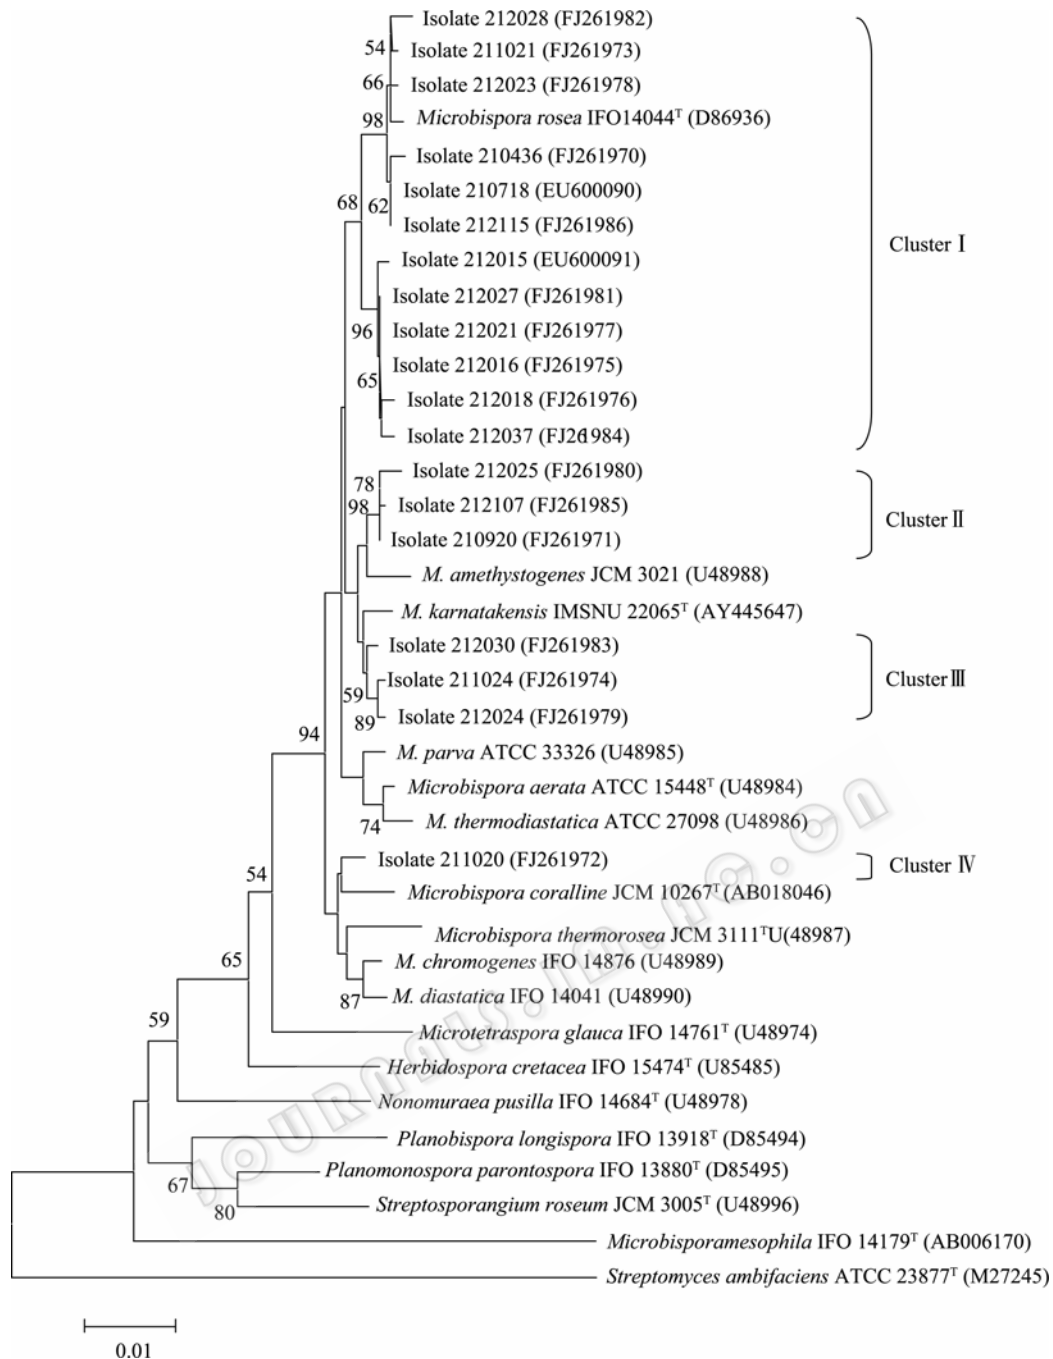 Isolate 212028 (FJ261982)
54
Isolate 211021 (FJ261973)
66
Isolate 212023 (FJ261978)
98
Microbispora rosea IFO14044ᵀ (D86936)
Isolate 210436 (FJ261970)
68
62
Isolate 210718 (EU600090)
Isolate 212115 (FJ261986)
Cluster Ⅰ
Isolate 212015 (EU600091)
Isolate 212027 (FJ261981)
96
Isolate 212021 (FJ261977)
Isolate 212016 (FJ261975)
65
Isolate 212018 (FJ261976)
Isolate 212037 (FJ261984)
Isolate 212025 (FJ261980)
78
98
Isolate 212107 (FJ261985)
Cluster Ⅱ
Isolate 210920 (FJ261971)
M. amethystogenes JCM 3021 (U48988)
M. karnatakensis IMSNU 22065ᵀ (AY445647)
Isolate 212030 (FJ261983)
Isolate 211024 (FJ261974)
Cluster Ⅲ
59
Isolate 212024 (FJ261979)
89
94
M. parva ATCC 33326 (U48985)
Microbispora aerata ATCC 15448ᵀ (U48984)
M. thermodiastatica ATCC 27098 (U48986)
74
Isolate 211020 (FJ261972)
Cluster Ⅳ
54
Microbispora coralline JCM 10267ᵀ (AB018046)
Microbispora thermorosea JCM 3111ᵀU(48987)
65
M. chromogenes IFO 14876 (U48989)
M. diastatica IFO 14041 (U48990)
87
59
Microtetraspora glauca IFO 14761ᵀ (U48974)
Herbidospora cretacea IFO 15474ᵀ (U85485)
Nonomuraea pusilla IFO 14684ᵀ (U48978)
Planobispora longispora IFO 13918ᵀ (D85494)
Planomonospora parontospora IFO 13880ᵀ (D85495)
67
Streptosporangium roseum JCM 3005ᵀ (U48996)
80
Microbisporamesophila IFO 14179ᵀ (AB006170)
Streptomyces ambifaciens ATCC 23877ᵀ (M27245)
0.01
JOURNALS.IM.AC.CN